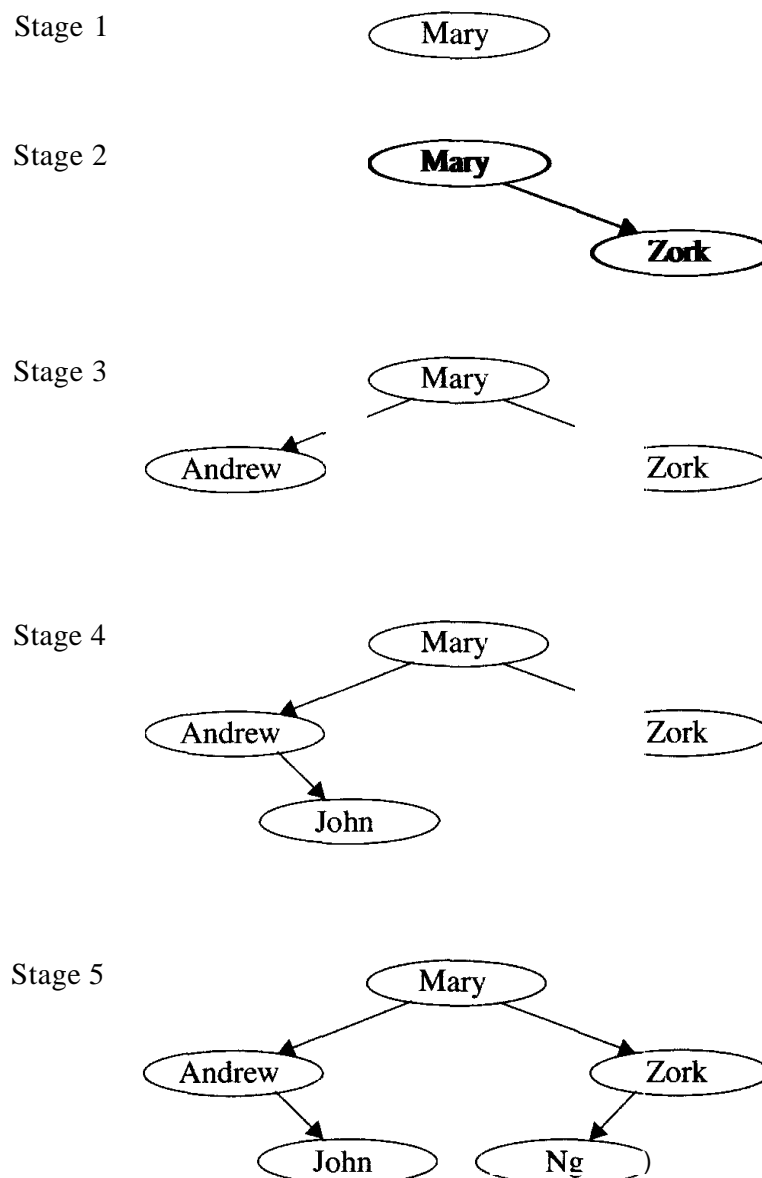 Stage 1 Mary
Stage 2 Mary
Zork
Stage 3 Mary
Andrew Zork
Stage 4 Mary
Andrew Zork
John
Stage 5 Mary
Andrew Zork
John Ng